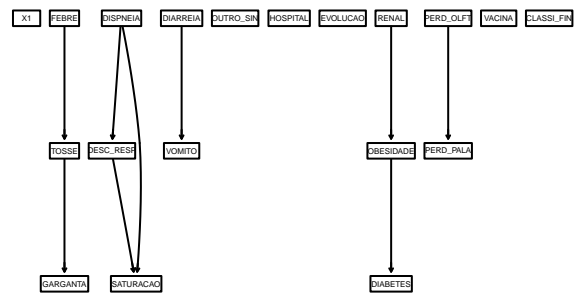 X1 FEBRE DISPNEIA DIARREIA OUTRO_SIN HOSPITAL EVOLUCAO RENAL PERD_OLFT VACINA CLASSI_FIN
TOSSE DESC_RESP VOMITO OBESIDADE PERD_PALA
GARGANTA SATURACAO DIABETES